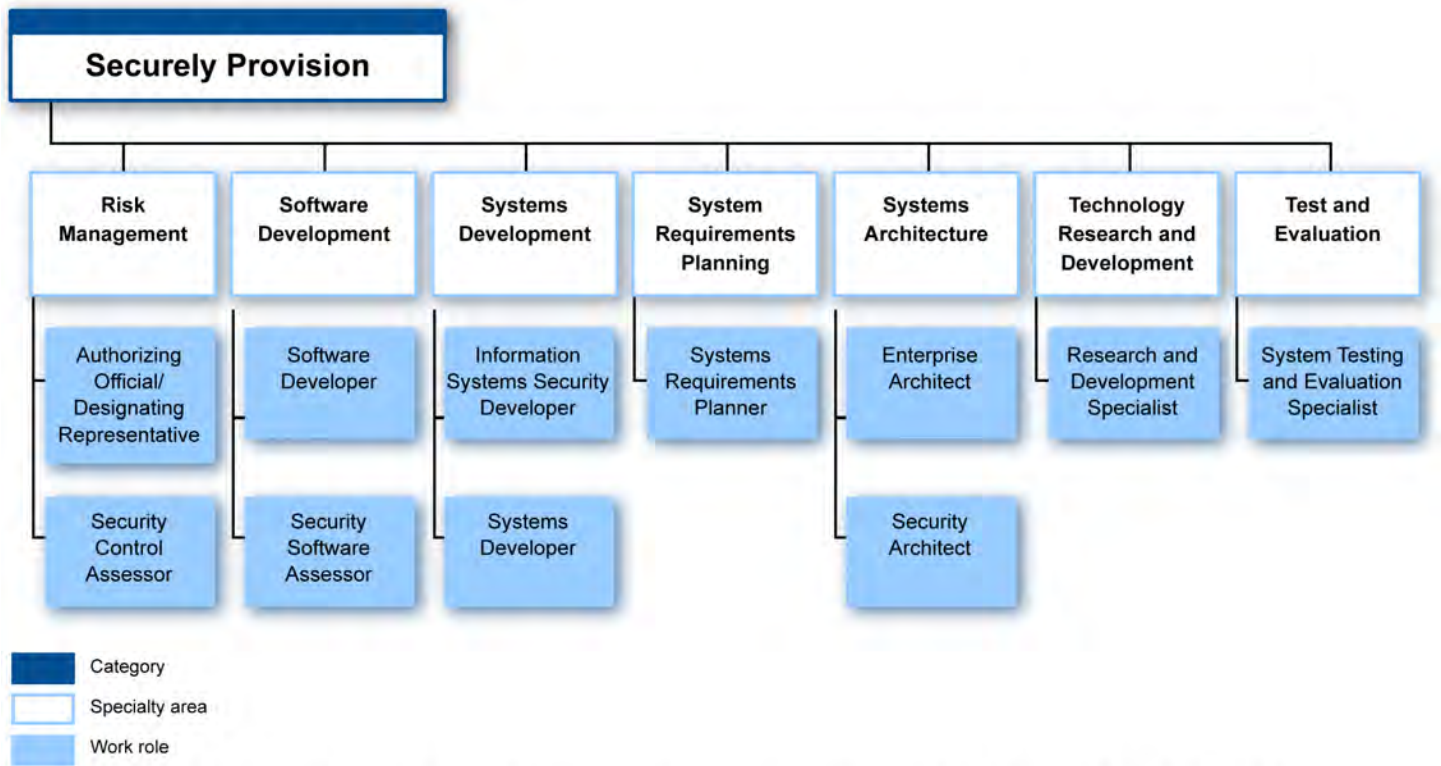 Securely Provision
Risk
Management
Software
Development
Systems
Development
System
Requirements
Planning
Systems
Architecture
Technology
Research and
Development
Test and
Evaluation
Authorizing
Official/
Designating
Representative
Software
Developer
Information
Systems Security
Developer
Systems
Requirements
Planner
Enterprise
Architect
Research and
Development
Specialist
System Testing
and Evaluation
Specialist
Security
Control
Assessor
Security
Software
Assessor
Systems
Developer
Security
Architect
Category
Specialty area
Work role